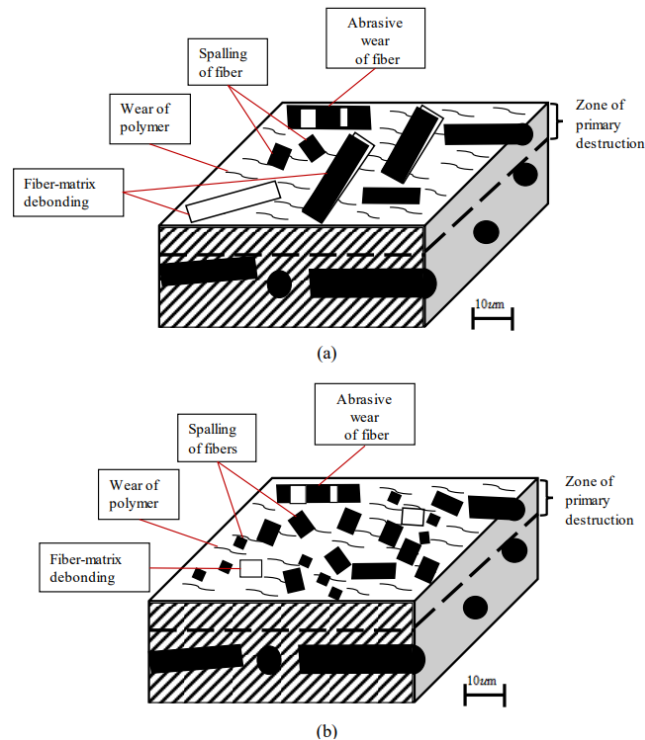 Abrasive
wear
of fiber
Spalling
of fiber
Wear of
polymer
Fiber-matrix
debonding
Zone of
primary
destruction
10um
(a)
Abrasive
wear
of fiber
Spalling
of fibers
Wear of
polymer
Fiber-matrix
debonding
Zone of
primary
destruction
10um
(b)